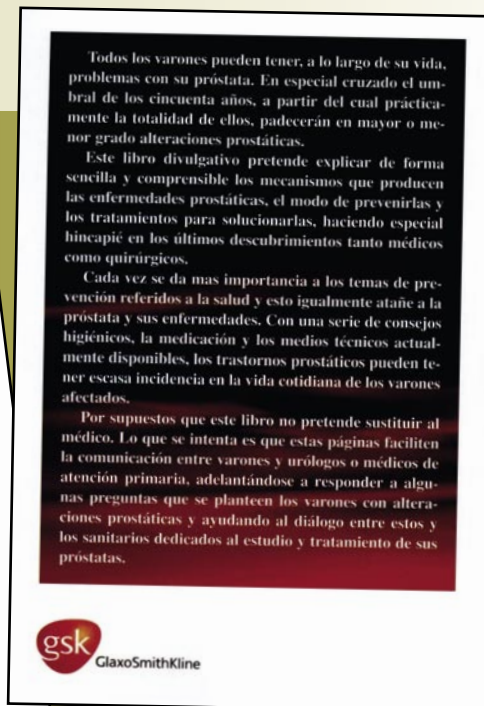 Todos los varones pueden tener, a lo largo de su vida,
problemas con su próstata. En especial cruzado el um-
bral de los cincuenta años, a partir del cual práctica-
mente la totalidad de ellos, padecerán en mayor o me-
nor grado alteraciones prostáticas.
Este libro divulgativo pretende explicar de forma
sencilla y comprensible los mecanismos que producen
las enfermedades prostáticas, el modo de prevenirlas y
los tratamientos para solucionarlas, haciendo especial
hincapié en los últimos descubrimientos tanto médicos
como quirúrgicos.
Cada vez se da mas importancia a los temas de pre-
vención referidos a la salud y esto igualmente atañe a la
próstata y sus enfermedades. Con una serie de consejos
higiénicos, la medicación y los medios técnicos actual-
mente disponibles, los trastornos prostáticos pueden te-
ner escasa incidencia en la vida cotidiana de los varones
afectados.
Por supuestos que este libro no pretende sustituir al
médico. Lo que se intenta es que estas páginas faciliten
la comunicación entre varones y urólogos o médicos de
atención primaria, adelantándose a responder a algu-
nas preguntas que se planteen los varones con altera-
ciones prostáticas y ayudando al diálogo entre estos y
los sanitarios dedicados al estudio y tratamiento de sus
próstatas.
gsk
GlaxoSmithKline